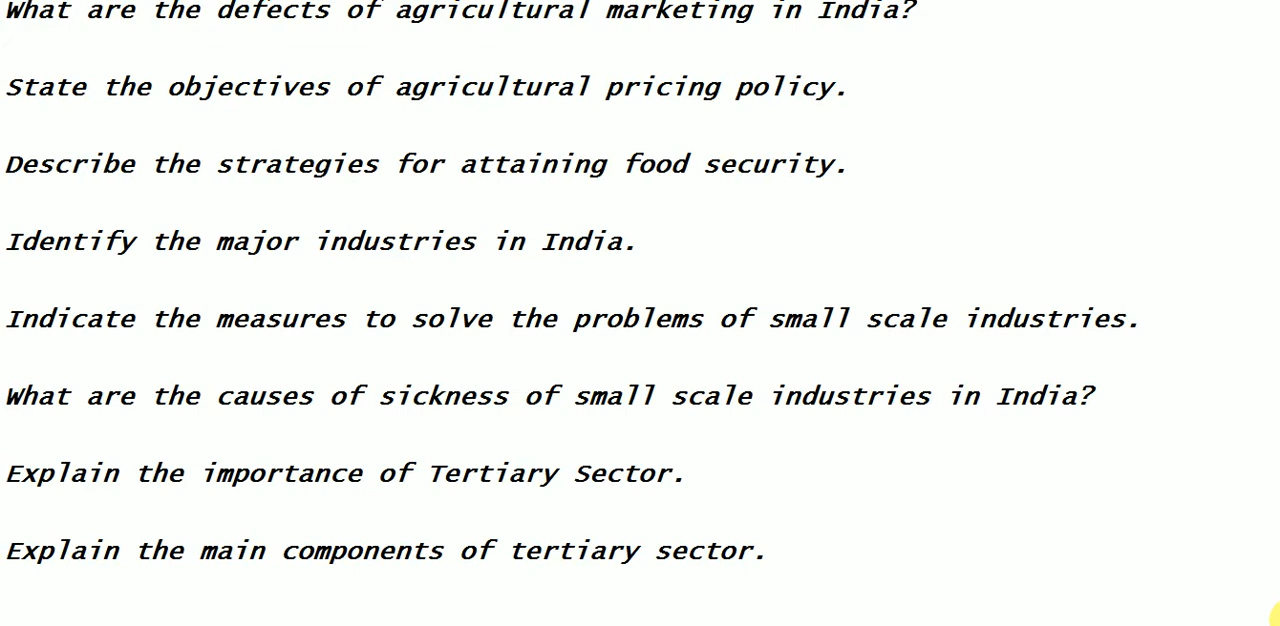 What are the defects of agricultural marketing in India?
State the objectives of agricultural pricing policy.
Describe the strategies for attaining food security.
Identify the major industries in India.
Indicate the measures to solve the problems of small scale industries.
What are the causes of sickness of small scale industries in India?
Explain the importance of Tertiary Sector.
Explain the main components of tertiary sector.